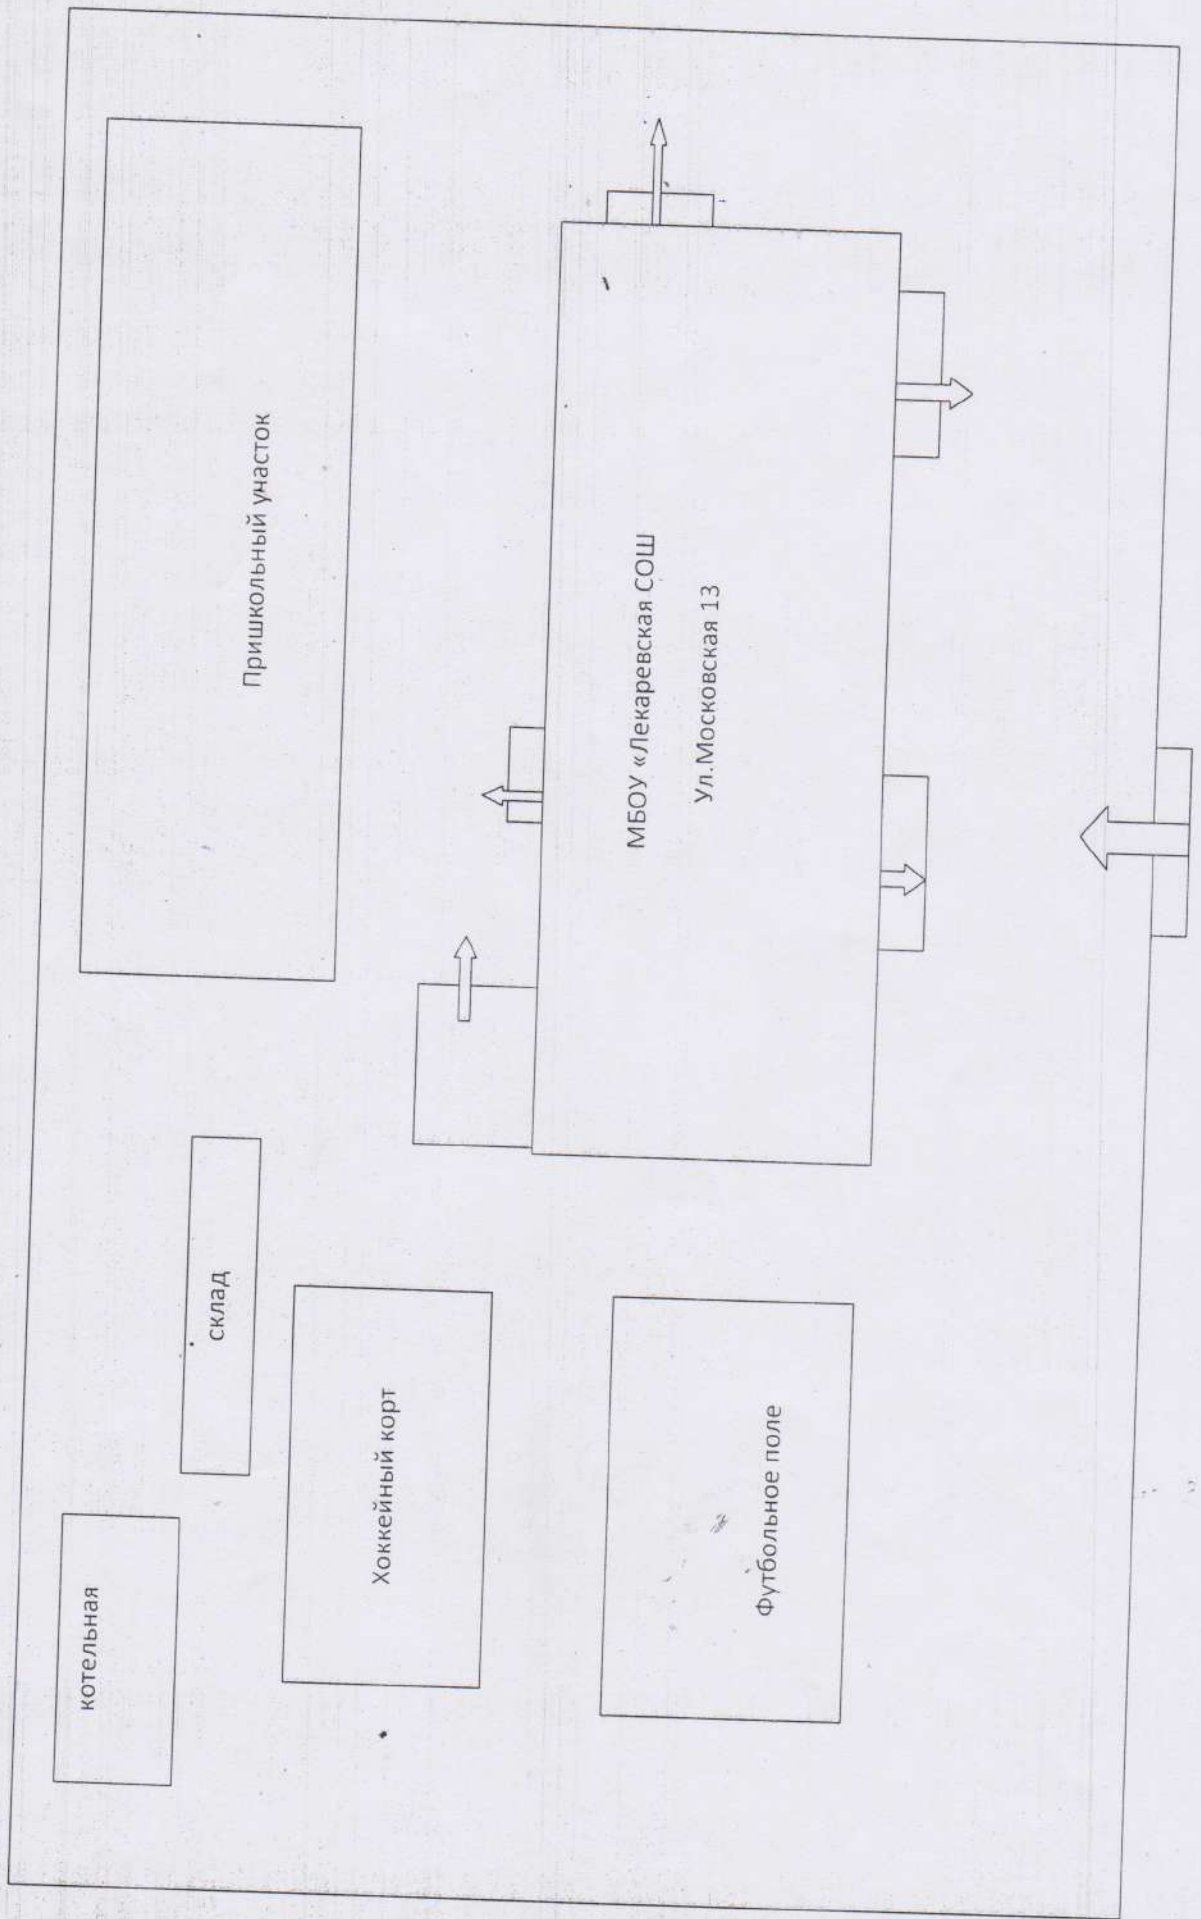 котельная
склад
Пришкольный участок
Хоккейный корт
МБОУ «Лекаревская СОШ
Ул.Московская 13
Футбольное поле